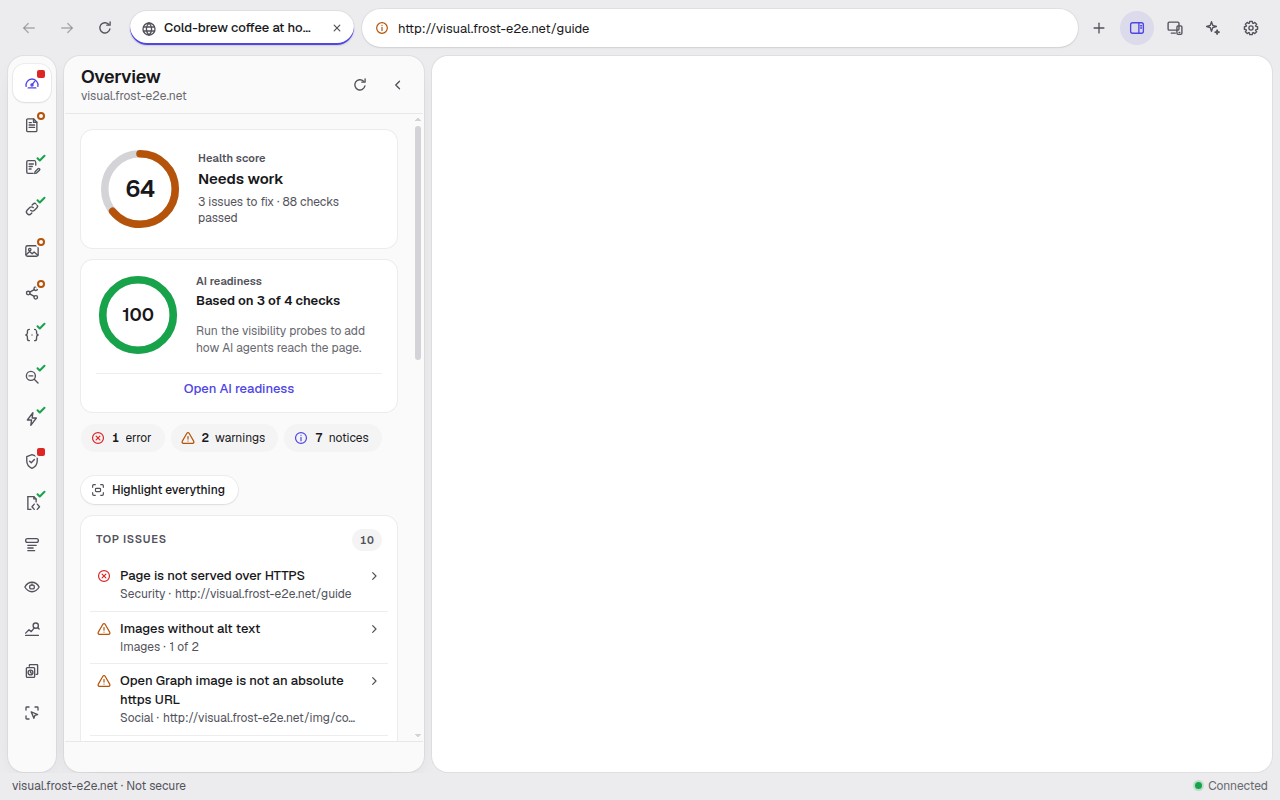 Cold-brew coffee at ho...
http://visual.frost-e2e.net/guide
Overview
visual.frost-e2e.net
64
Health score
Needs work
3 issues to fix · 88 checks
passed
100
AI readiness
Based on 3 of 4 checks
Run the visibility probes to add
how AI agents reach the page.
Open AI readiness
1 error
2 warnings
7 notices
Highlight everything
TOP ISSUES
10
Page is not served over HTTPS
Security · http://visual.frost-e2e.net/guide
Images without alt text
Images · 1 of 2
Open Graph image is not an absolute
https URL
Social · http://visual.frost-e2e.net/img/co...
visual.frost-e2e.net · Not secure
Connected